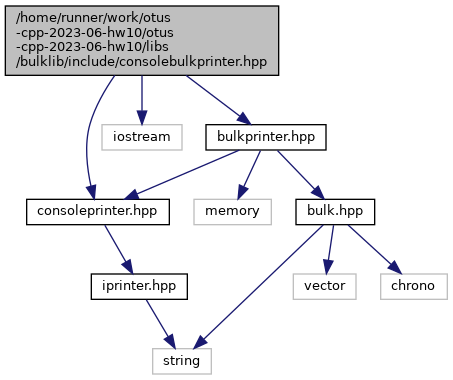 /home/runner/work/otus
-cpp-2023-06-hw10/otus
-cpp-2023-06-hw10/libs
/bulklib/include/consolebulkprinter.hpp
iostream
bulkprinter.hpp
consoleprinter.hpp
memory
bulk.hpp
iprinter.hpp
vector
chrono
string